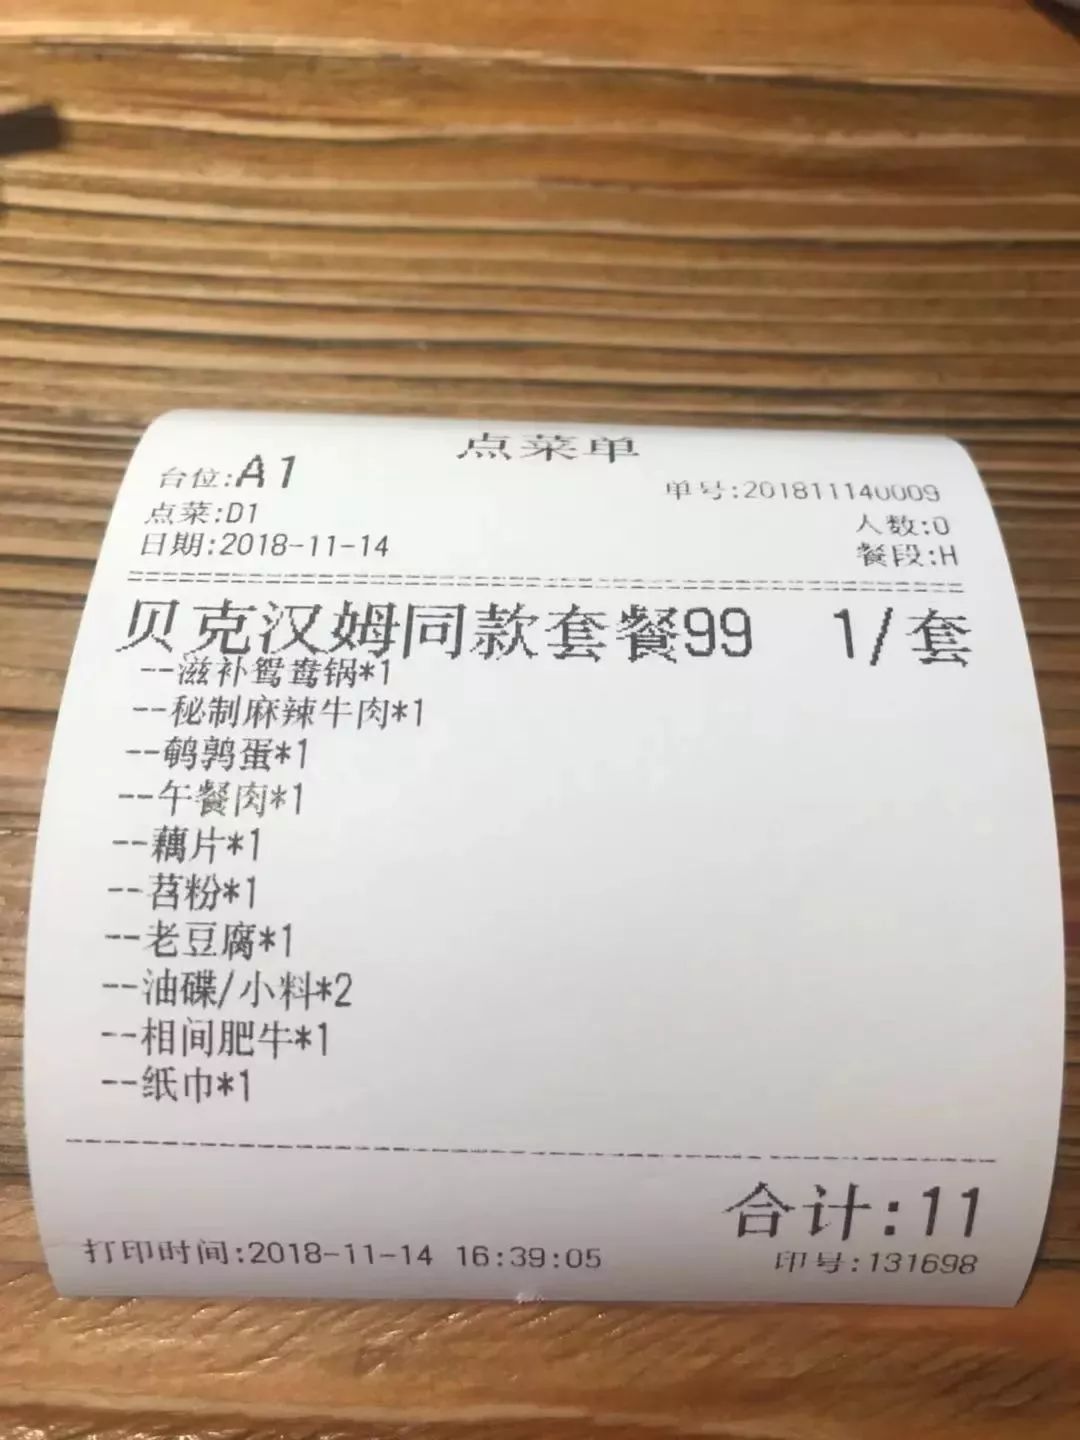 点菜单
台位:A1
单号:201811140009
点菜:D1
人数:0
日期:2018-11-14
餐段:H
贝克汉姆同款套餐99 1/套
--滋补鸳鸯锅*1
--秘制麻辣牛肉*1
--鹌鹑蛋*1
--午餐肉*1
--藕片*1
--苕粉*1
--老豆腐*1
--油碟/小料*2
--相间肥牛*1
--纸巾*1
合计:11
打印时间:2018-11-14 16:39:05
印号:131698